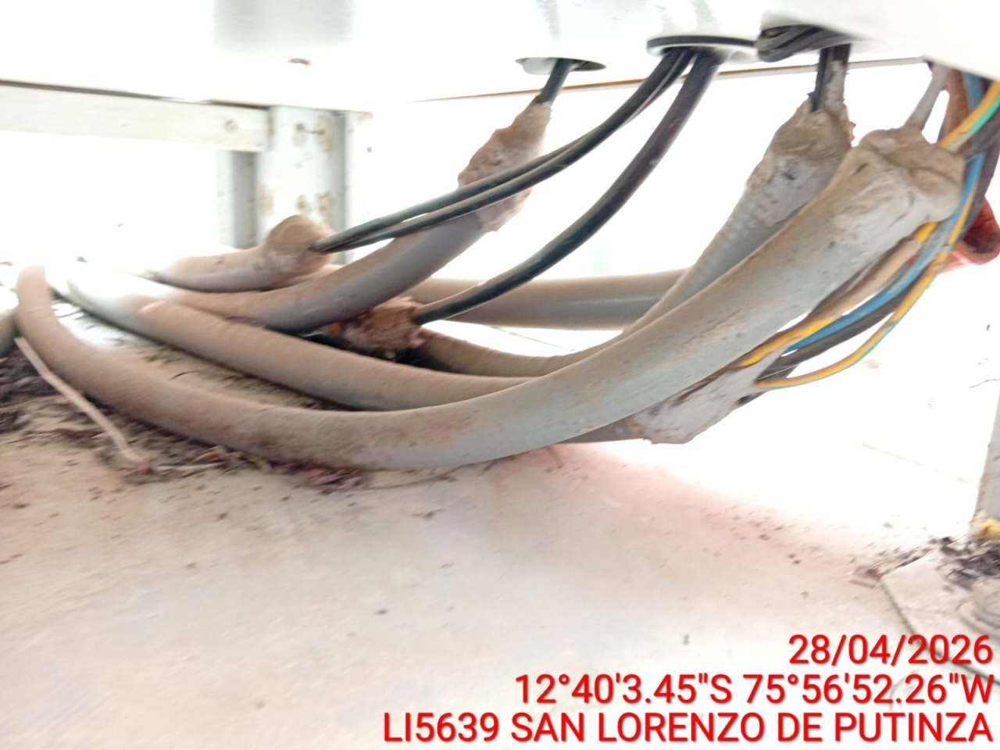 28/04/2026
12°40'3.45"S 75°56'52.26"W
LI5639 SAN LORENZO DE PUTINZA